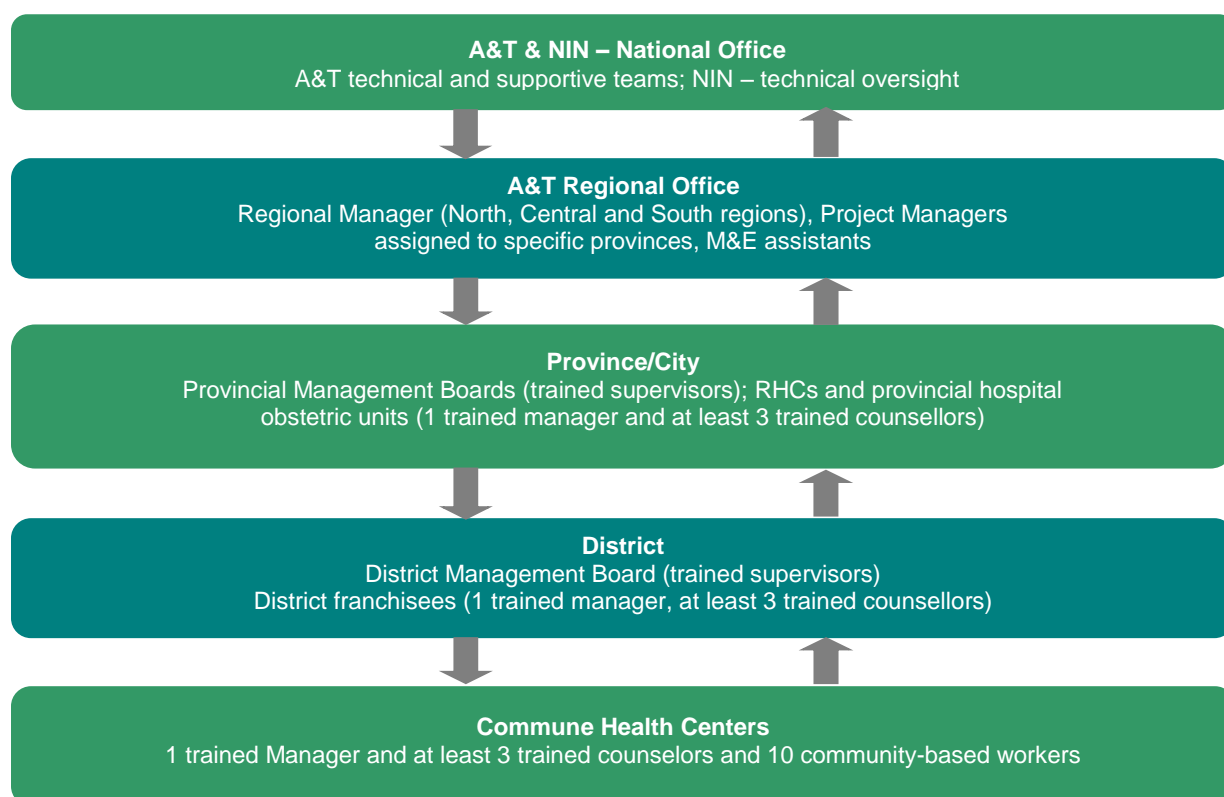 A&T & NIN – National Office
A&T technical and supportive teams; NIN – technical oversight
A&T Regional Office
Regional Manager (North, Central and South regions), Project Managers
assigned to specific provinces, M&E assistants
Province/City
Provincial Management Boards (trained supervisors); RHCs and provincial hospital
obstetric units (1 trained manager and at least 3 trained counsellors)
District
District Management Board (trained supervisors)
District franchisees (1 trained manager, at least 3 trained counsellors)
Commune Health Centers
1 trained Manager and at least 3 trained counselors and 10 community-based workers